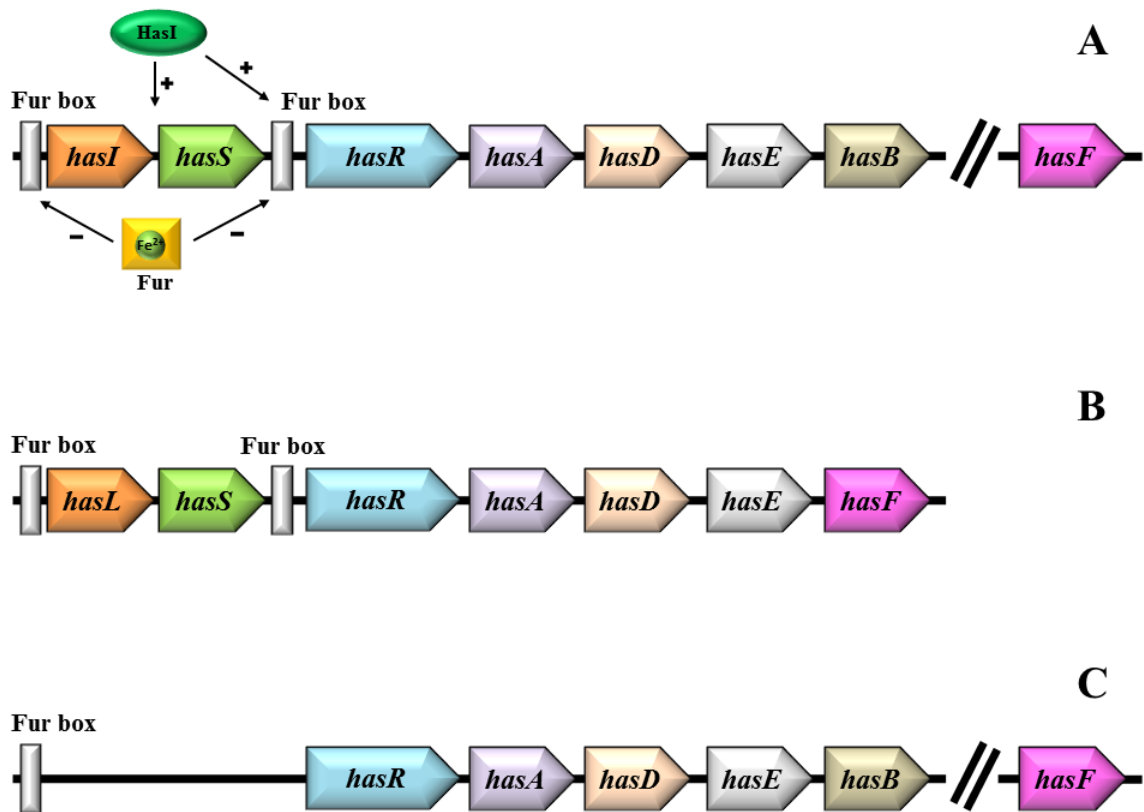 HasI
A
+
+
Fur box
Fur box
hasI hasS hasR hasA hasD hasE hasB hasF
−
−
Fe²⁺
Fur
B
Fur box
Fur box
hasL hasS hasR hasA hasD hasE hasF
C
Fur box
hasR hasA hasD hasE hasB hasF